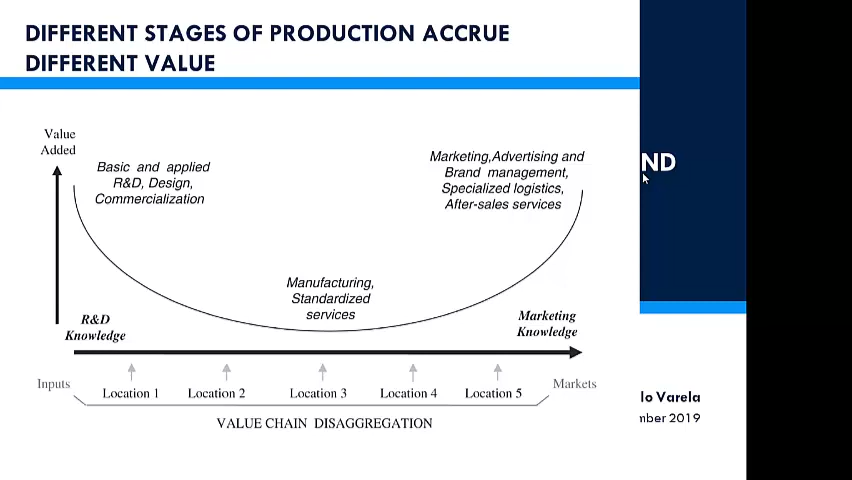 DIFFERENT STAGES OF PRODUCTION ACCRUE
DIFFERENT VALUE
Value
Added
Basic and applied
R&D, Design,
Commercialization
Marketing,Advertising and
Brand management,
Specialized logistics,
After-sales services
Manufacturing,
Standardized
services
R&D
Knowledge
Marketing
Knowledge
Inputs
Location 1
Location 2
Location 3
Location 4
Location 5
Markets
VALUE CHAIN DISAGGREGATION
ND
lo Varela
mber 2019